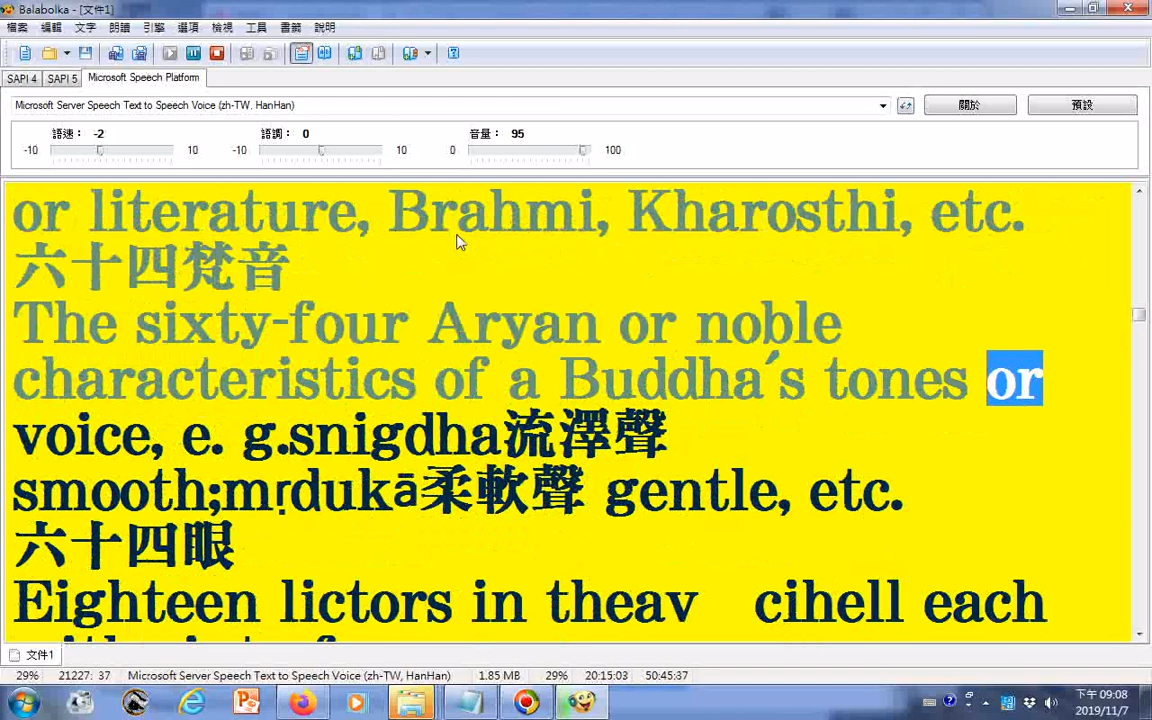 Balabolka - [文件1]
檔案 編輯 文字 朗讀 引擎 選項 檢視 工具 書籤 說明
SAPI 4 SAPI 5 Microsoft Speech Platform
Microsoft Server Speech Text to Speech Voice (zh-TW, HanHan) 關於 預設
語速： -2 語調： 0 音量： 95
-10 10 -10 10 0 100
or literature, Brahmi, Kharosthi, etc.
六十四梵音
The sixty-four Aryan or noble
characteristics of a Buddha´s tones or
voice, e. g.snigdha流澤聲
smooth;mṛdukā柔軟聲 gentle, etc.
六十四眼
Eighteen lictors in theav cihell each
文件1
29% 21227: 37 Microsoft Server Speech Text to Speech Voice (zh-TW, HanHan) 1.85 MB 29% 20:15:03 50:45:37
下午 09:08
2019/11/7